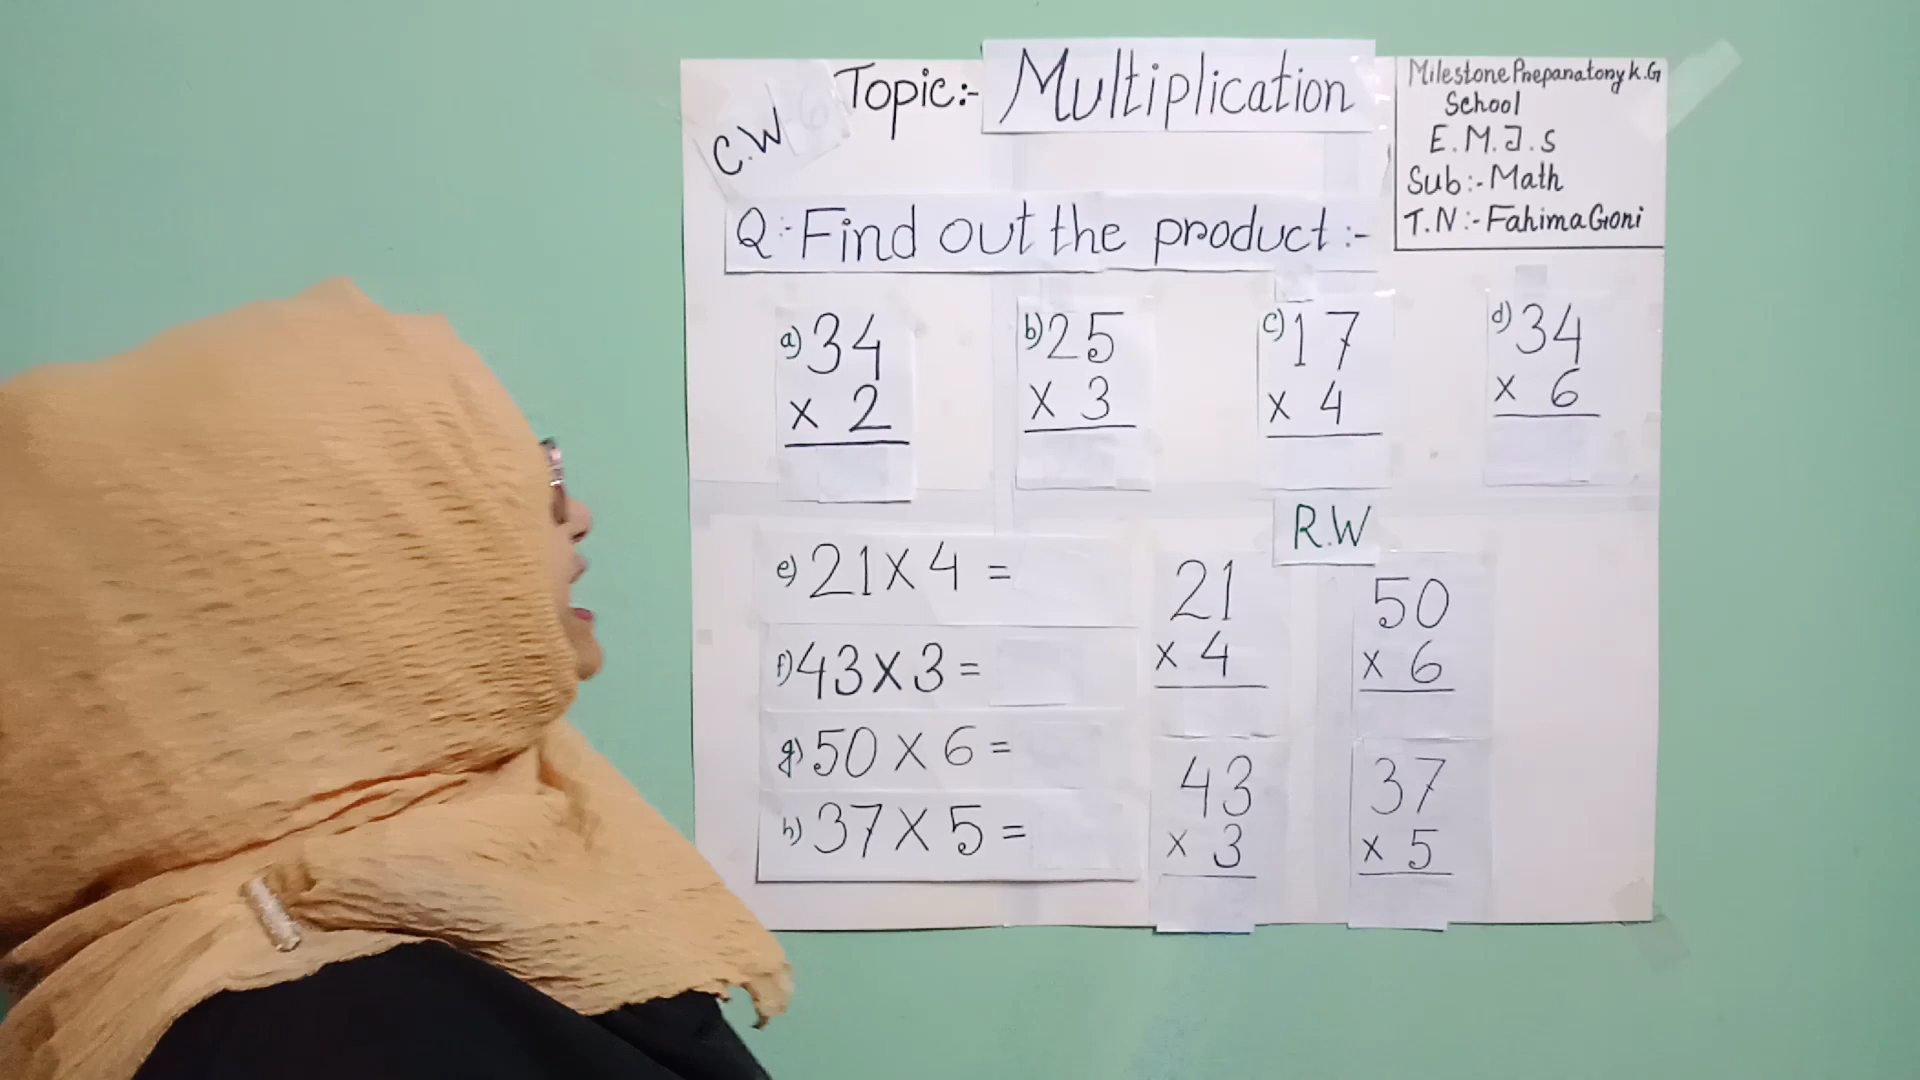 C.W
Topic:- Multiplication
Milestone Preparatory K.G
School
E.M.J.S
Sub:- Math
T.N:- Fahima Goni
Q:- Find out the product:-
a) 34
x 2
b) 25
x 3
c) 17
x 4
d) 34
x 6
e) 21 x 4 =
f) 43 x 3 =
g) 50 x 6 =
h) 37 x 5 =
R.W
21
x 4
50
x 6
43
x 3
37
x 5